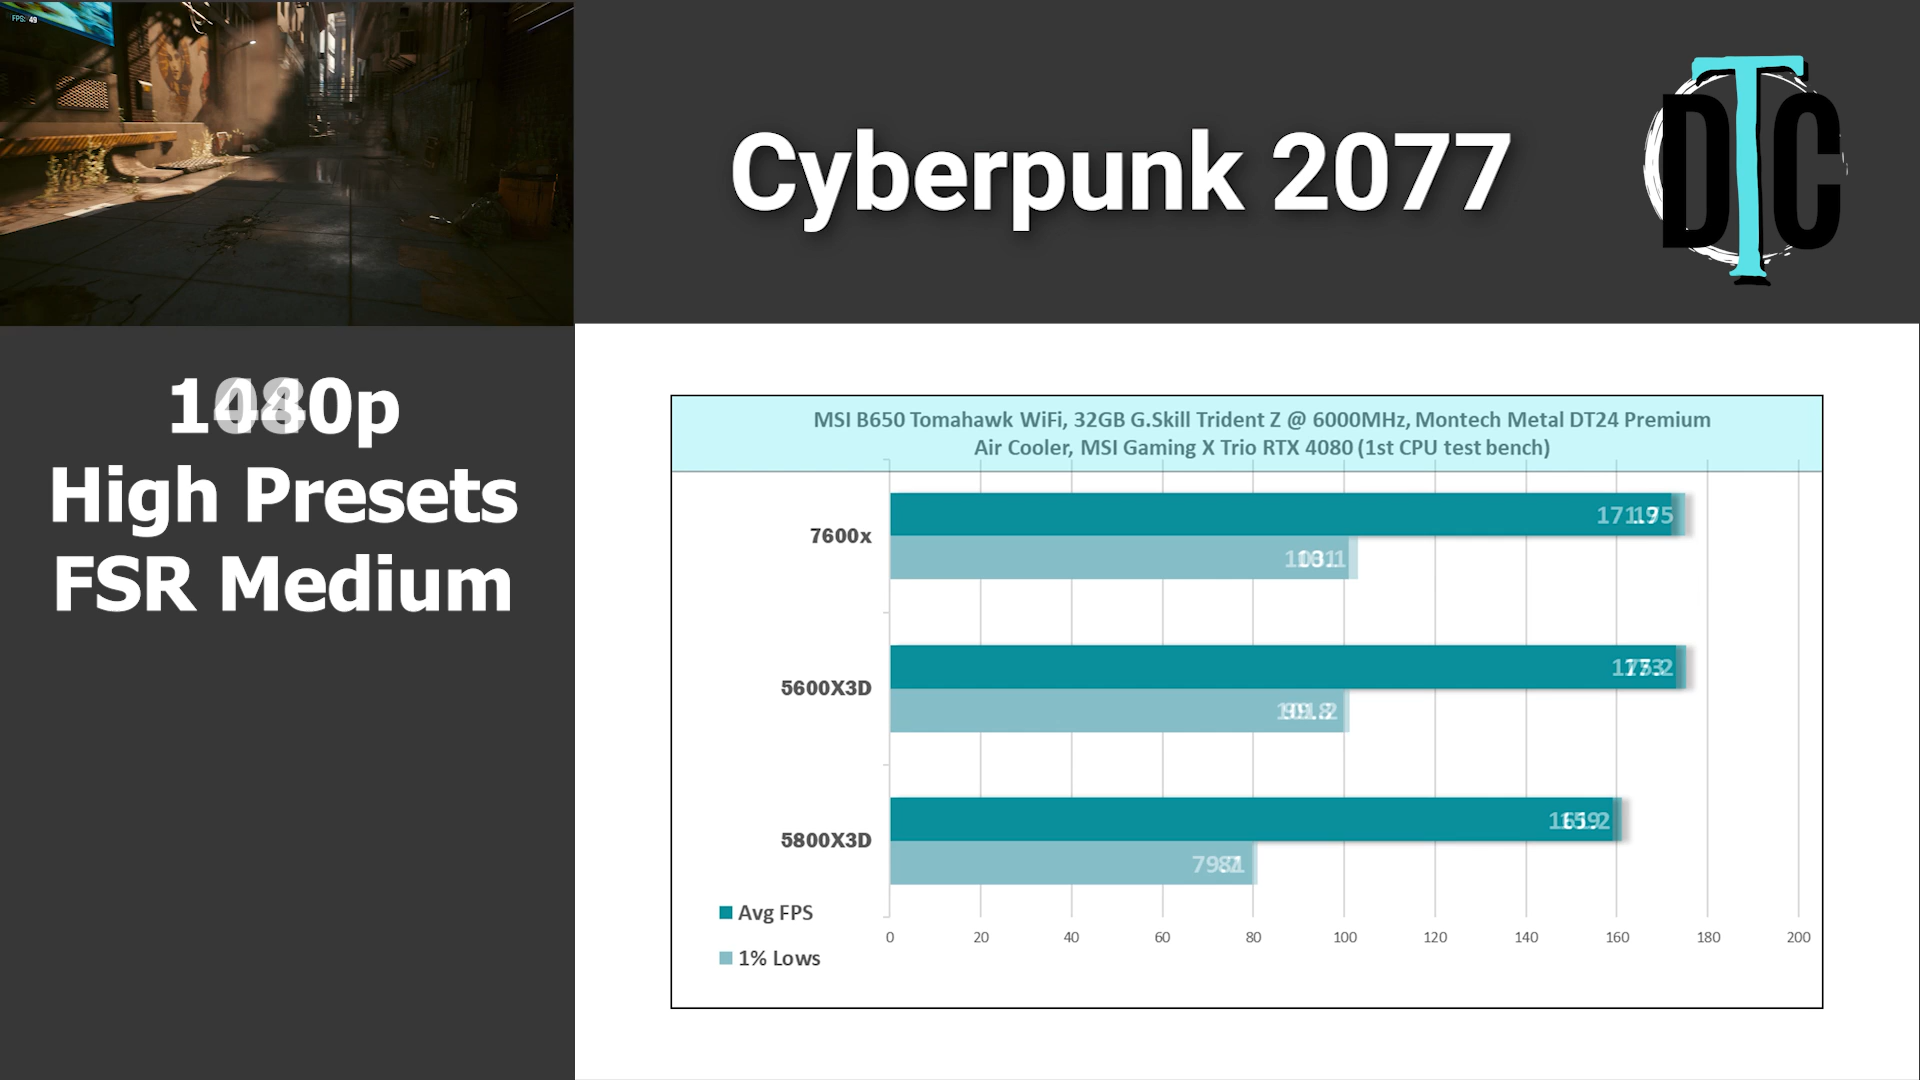 FPS: 49
Cyberpunk 2077
DTC
High Presets
FSR Medium
MSI B650 Tomahawk WiFi, 32GB G.Skill Trident Z @ 6000MHz, Montech Metal DT24 Premium
Air Cooler, MSI Gaming X Trio RTX 4080 (1st CPU test bench)
7600x
5600X3D
5800X3D
Avg FPS
1% Lows
0 20 40 60 80 100 120 140 160 180 200